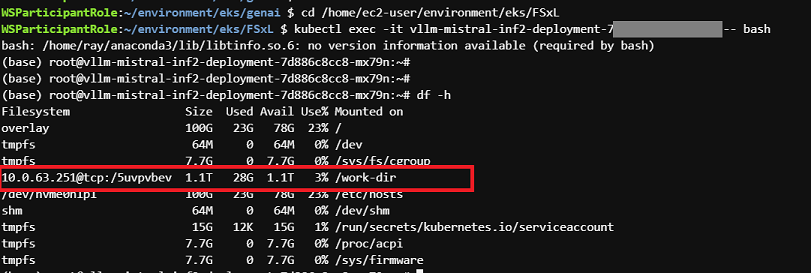 WSParticipantRole:~/environment/eks/genai $ cd /home/ec2-user/environment/eks/FSxL
WSParticipantRole:~/environment/eks/FSxL $ kubectl exec -it vllm-mistral-inf2-deployment-7 -- bash
bash: /home/ray/anaconda3/lib/libtinfo.so.6: no version information available (required by bash)
(base) root@vllm-mistral-inf2-deployment-7d886c8cc8-mx79n:~#
(base) root@vllm-mistral-inf2-deployment-7d886c8cc8-mx79n:~#
(base) root@vllm-mistral-inf2-deployment-7d886c8cc8-mx79n:~# df -h
Filesystem Size Used Avail Use% Mounted on
overlay 100G 23G 78G 23% /
tmpfs 64M 0 64M 0% /dev
tmpfs 7.7G 0 7.7G 0% /sys/fs/cgroup
10.0.63.251@tcp:/5uvpvbev 1.1T 28G 1.1T 3% /work-dir
/dev/nvme0n1p1 100G 23G 78G 23% /etc/hosts
shm 64M 0 64M 0% /dev/shm
tmpfs 15G 12K 15G 1% /run/secrets/kubernetes.io/serviceaccount
tmpfs 7.7G 0 7.7G 0% /proc/acpi
tmpfs 7.7G 0 7.7G 0% /sys/firmware